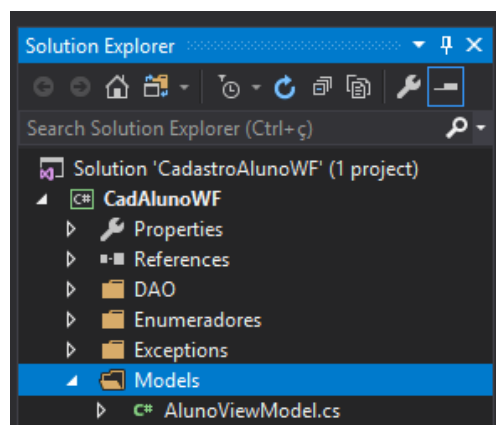 Solution Explorer
Search Solution Explorer (Ctrl+ç)
Solution 'CadastroAlunoWF' (1 project)
C# CadAlunoWF
Properties
References
DAO
Enumeradores
Exceptions
Models
C# AlunoViewModel.cs